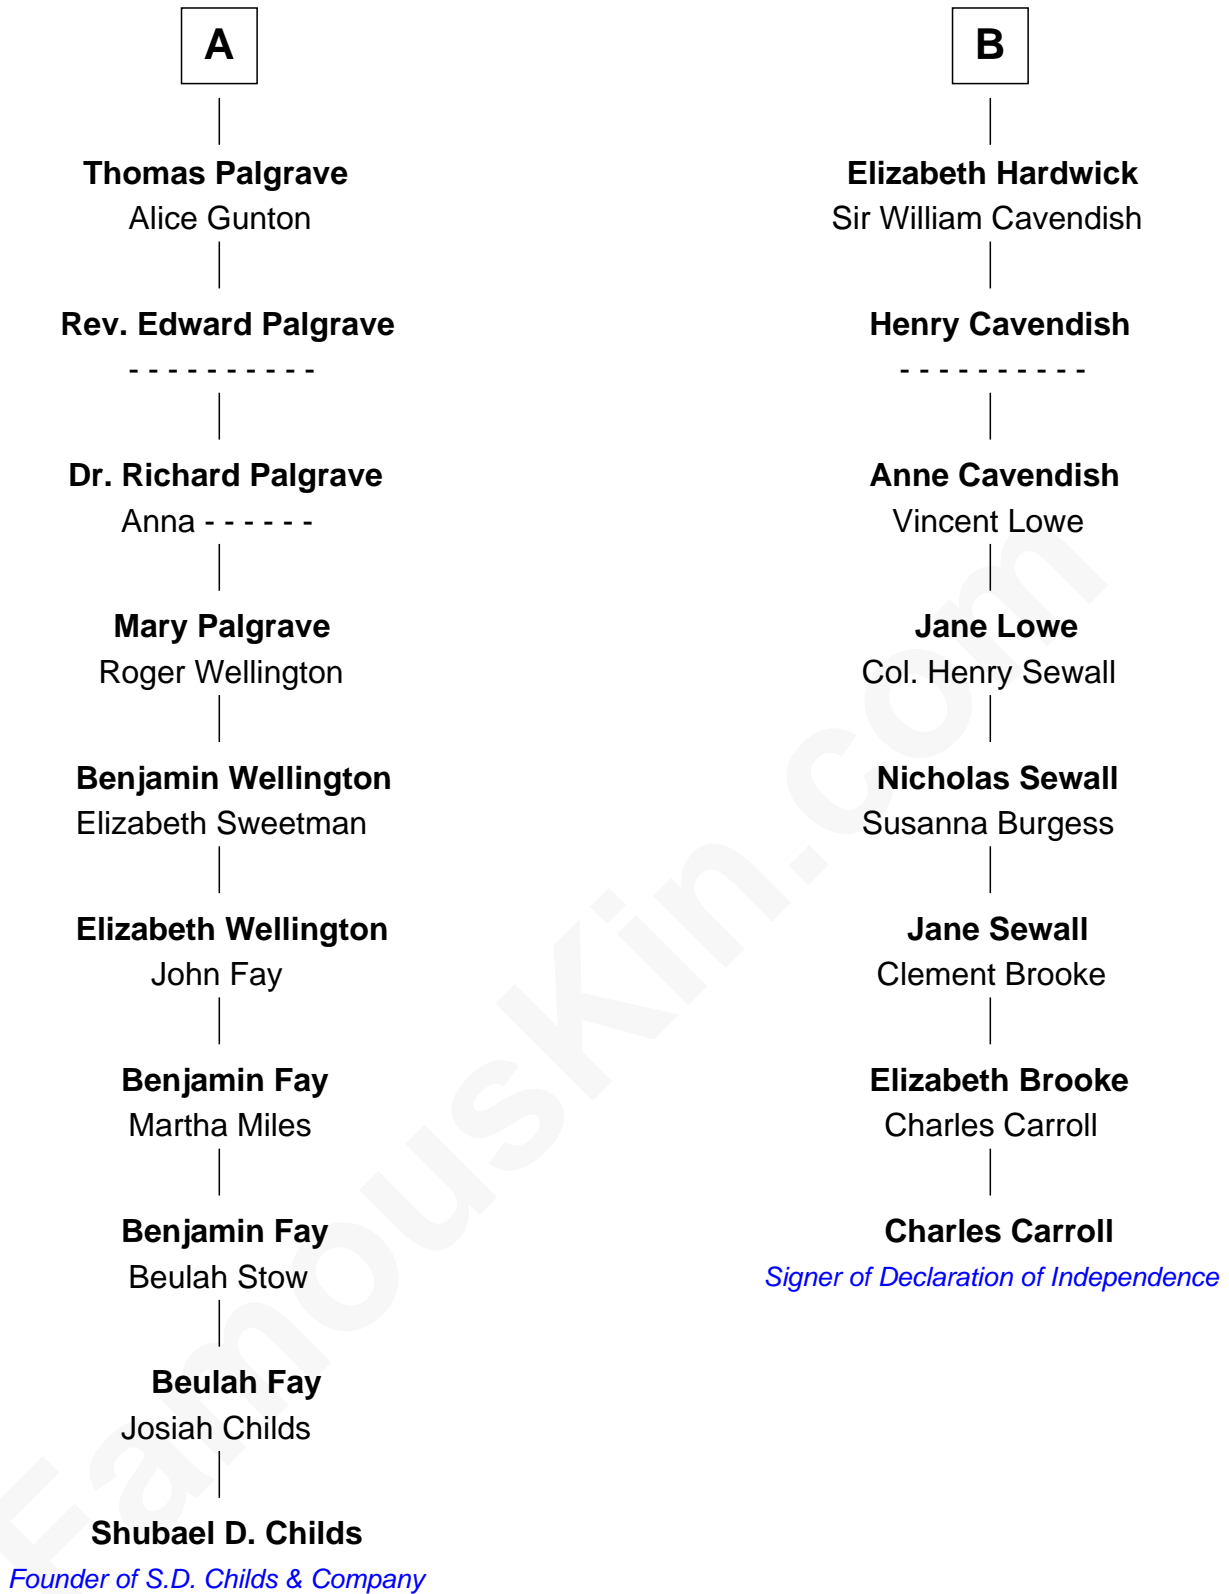 A
Thomas Palgrave
Alice Gunton
Rev. Edward Palgrave
- - - - - - - - - -
Dr. Richard Palgrave
Anna - - - - - -
Mary Palgrave
Roger Wellington
Benjamin Wellington
Elizabeth Sweetman
Elizabeth Wellington
John Fay
Benjamin Fay
Martha Miles
Benjamin Fay
Beulah Stow
Beulah Fay
Josiah Childs
Shubael D. Childs
Founder of S.D. Childs & Company
B
Elizabeth Hardwick
Sir William Cavendish
Henry Cavendish
- - - - - - - - - -
Anne Cavendish
Vincent Lowe
Jane Lowe
Col. Henry Sewall
Nicholas Sewall
Susanna Burgess
Jane Sewall
Clement Brooke
Elizabeth Brooke
Charles Carroll
Charles Carroll
Signer of Declaration of Independence
FamousKin.com